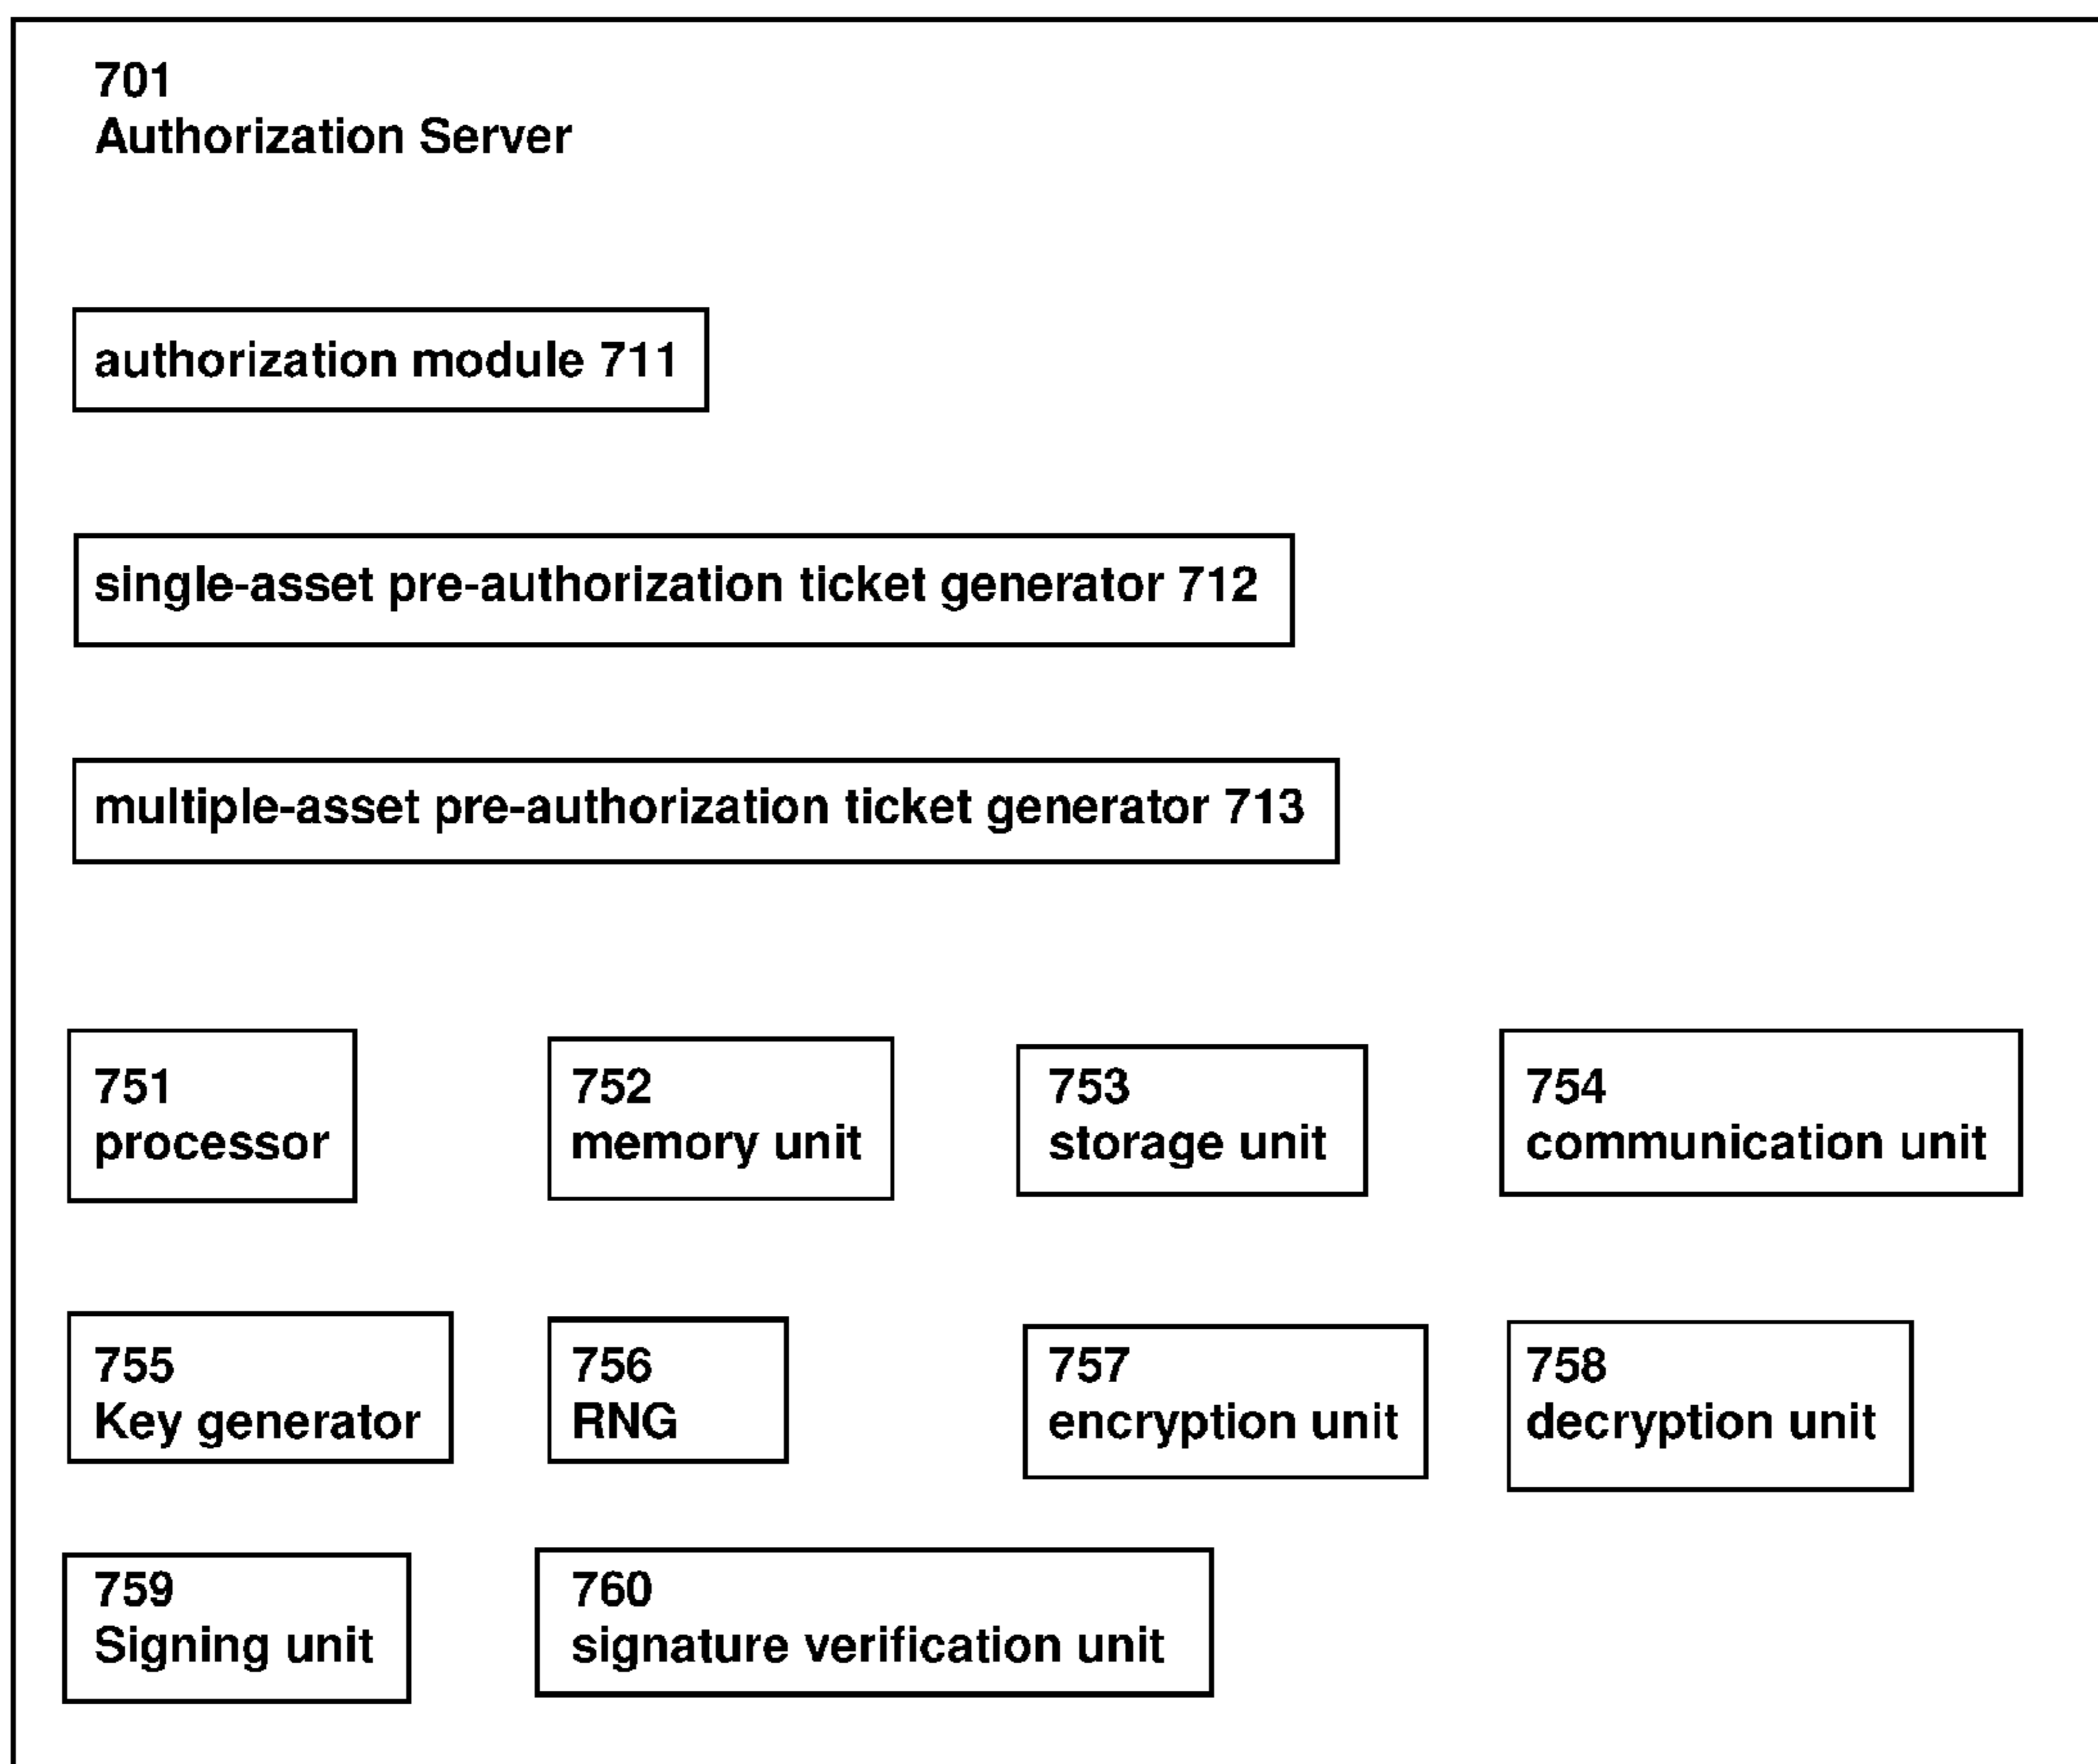 701
Authorization Server
authorization module 711
single-asset pre-authorization ticket generator 712
multiple-asset pre-authorization ticket generator 713
751
processor
752
memory unit
753
storage unit
754
communication unit
755
Key generator
756
RNG
757
encryption unit
758
decryption unit
759
Signing unit
760
signature verification unit